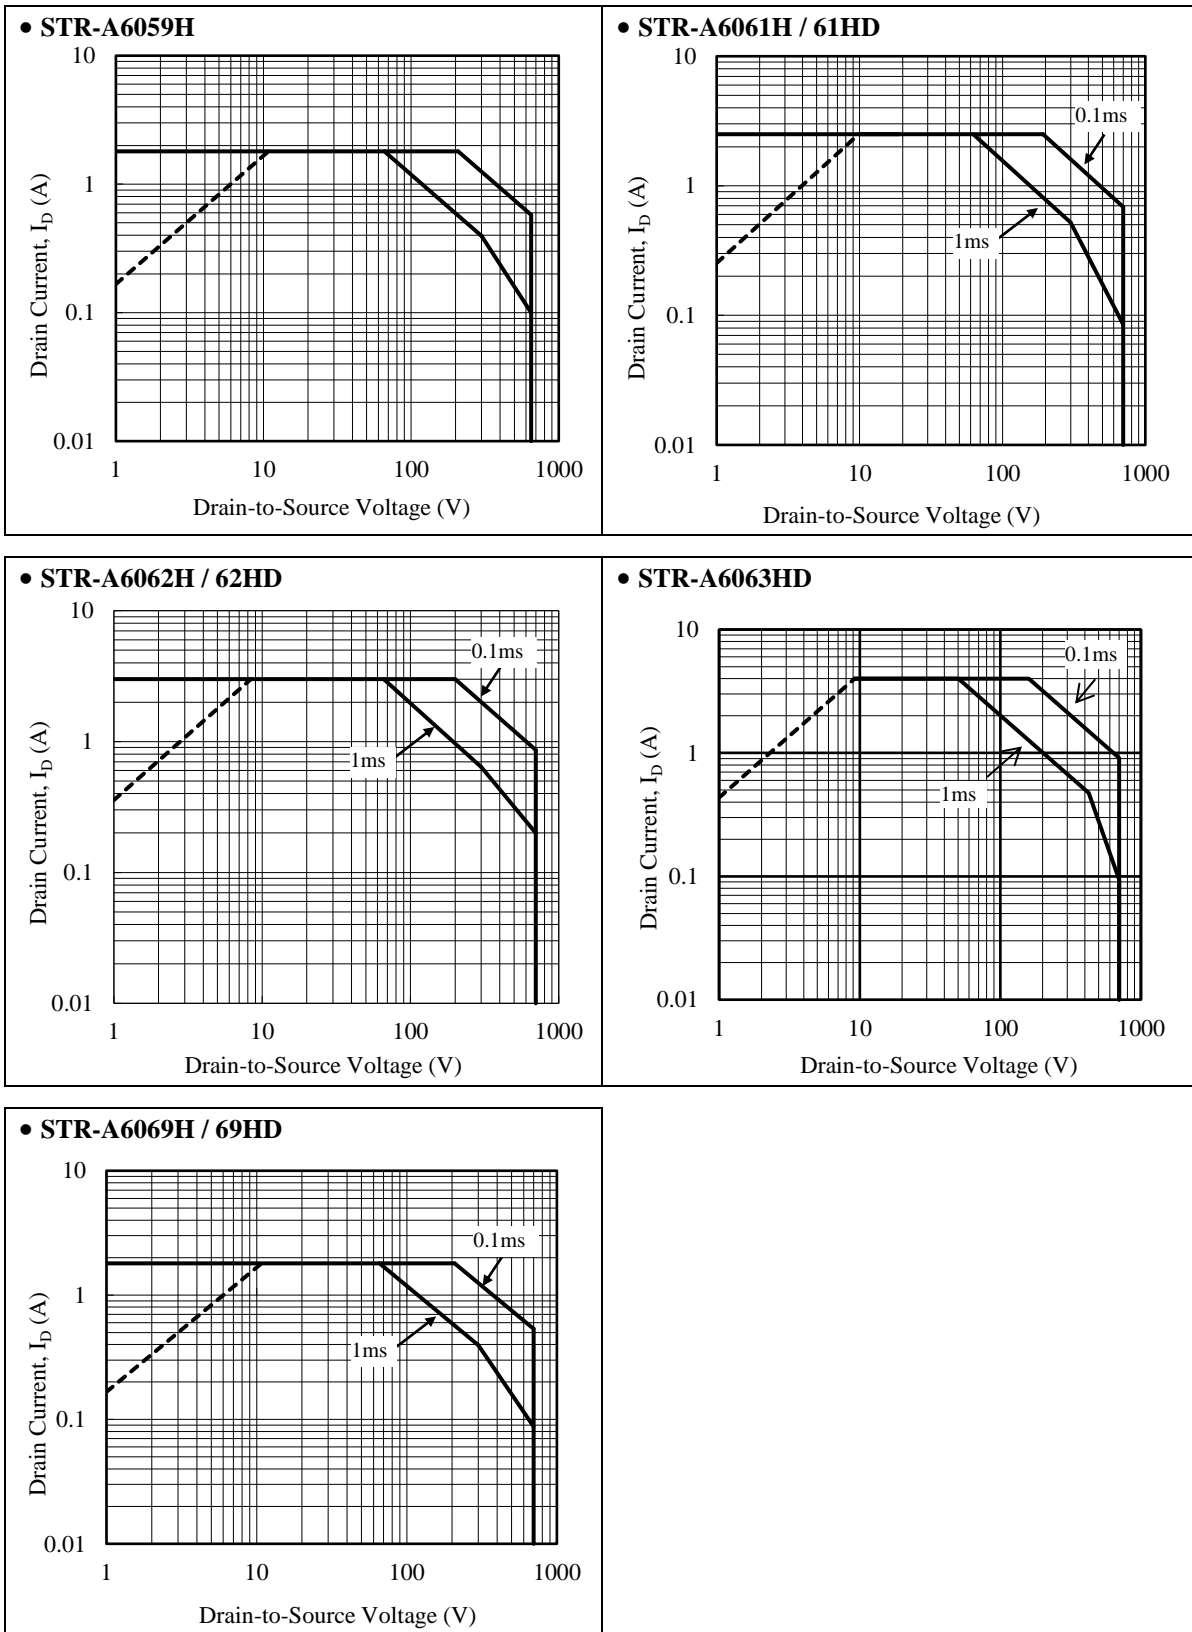 • STR-A6059H
10
1
0.1
0.01
Drain Current, I_D (A)
1 10 100 1000
Drain-to-Source Voltage (V)
• STR-A6061H / 61HD
10
0.1ms
1
1ms
0.1
0.01
Drain Current, I_D (A)
1 10 100 1000
Drain-to-Source Voltage (V)
• STR-A6062H / 62HD
10
0.1ms
1
1ms
0.1
0.01
Drain Current, I_D (A)
1 10 100 1000
Drain-to-Source Voltage (V)
• STR-A6063HD
10
0.1ms
1
1ms
0.1
0.01
Drain Current, I_D (A)
1 10 100 1000
Drain-to-Source Voltage (V)
• STR-A6069H / 69HD
10
0.1ms
1
1ms
0.1
0.01
Drain Current, I_D (A)
1 10 100 1000
Drain-to-Source Voltage (V)